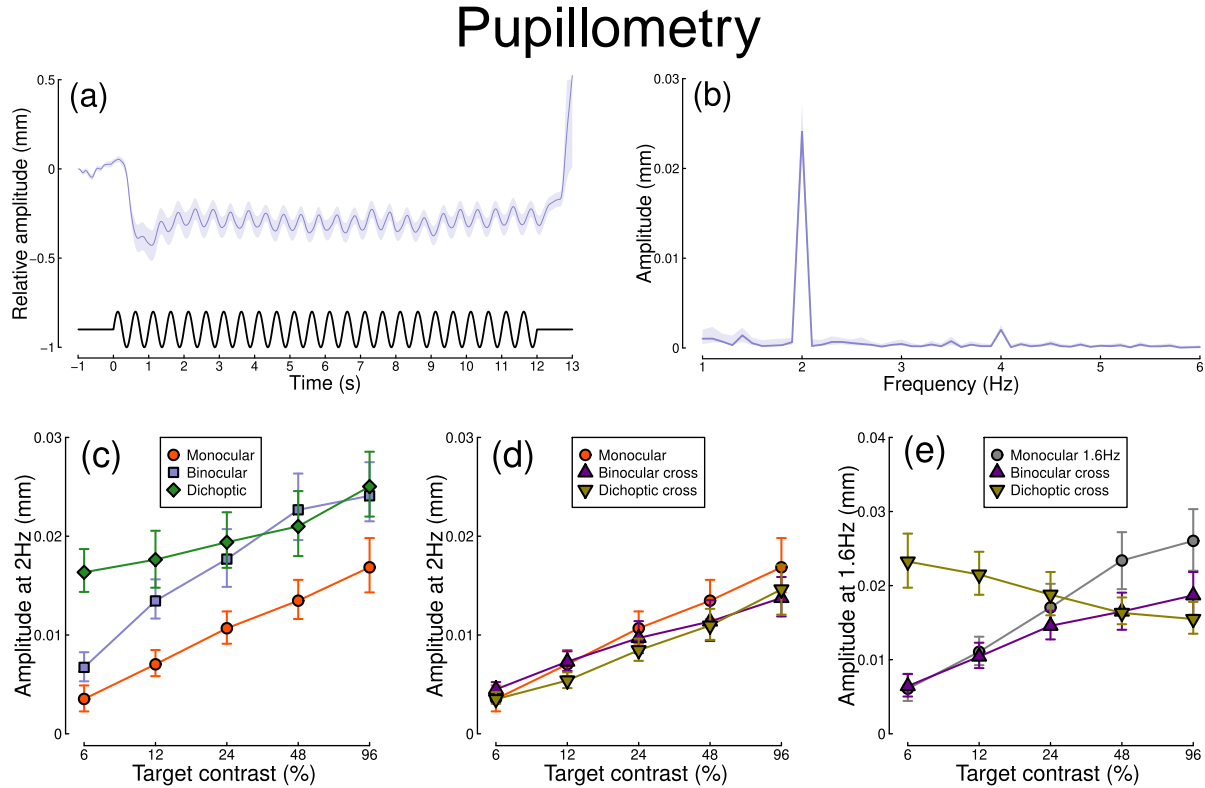 Pupillometry
(a)
Relative amplitude (mm)
0.5
0
−0.5
−1
−1 0 1 2 3 4 5 6 7 8 9 10 11 12 13
Time (s)
(b)
Amplitude (mm)
0.03
0.02
0.01
0
1 2 3 4 5 6
Frequency (Hz)
(c)
Monocular
Binocular
Dichoptic
Amplitude at 2Hz (mm)
0.03
0.02
0.01
0
6 12 24 48 96
Target contrast (%)
(d)
Monocular
Binocular cross
Dichoptic cross
Amplitude at 2Hz (mm)
0.03
0.02
0.01
0
6 12 24 48 96
Target contrast (%)
(e)
Monocular 1.6Hz
Binocular cross
Dichoptic cross
Amplitude at 1.6Hz (mm)
0.04
0.03
0.02
0.01
0
6 12 24 48 96
Target contrast (%)